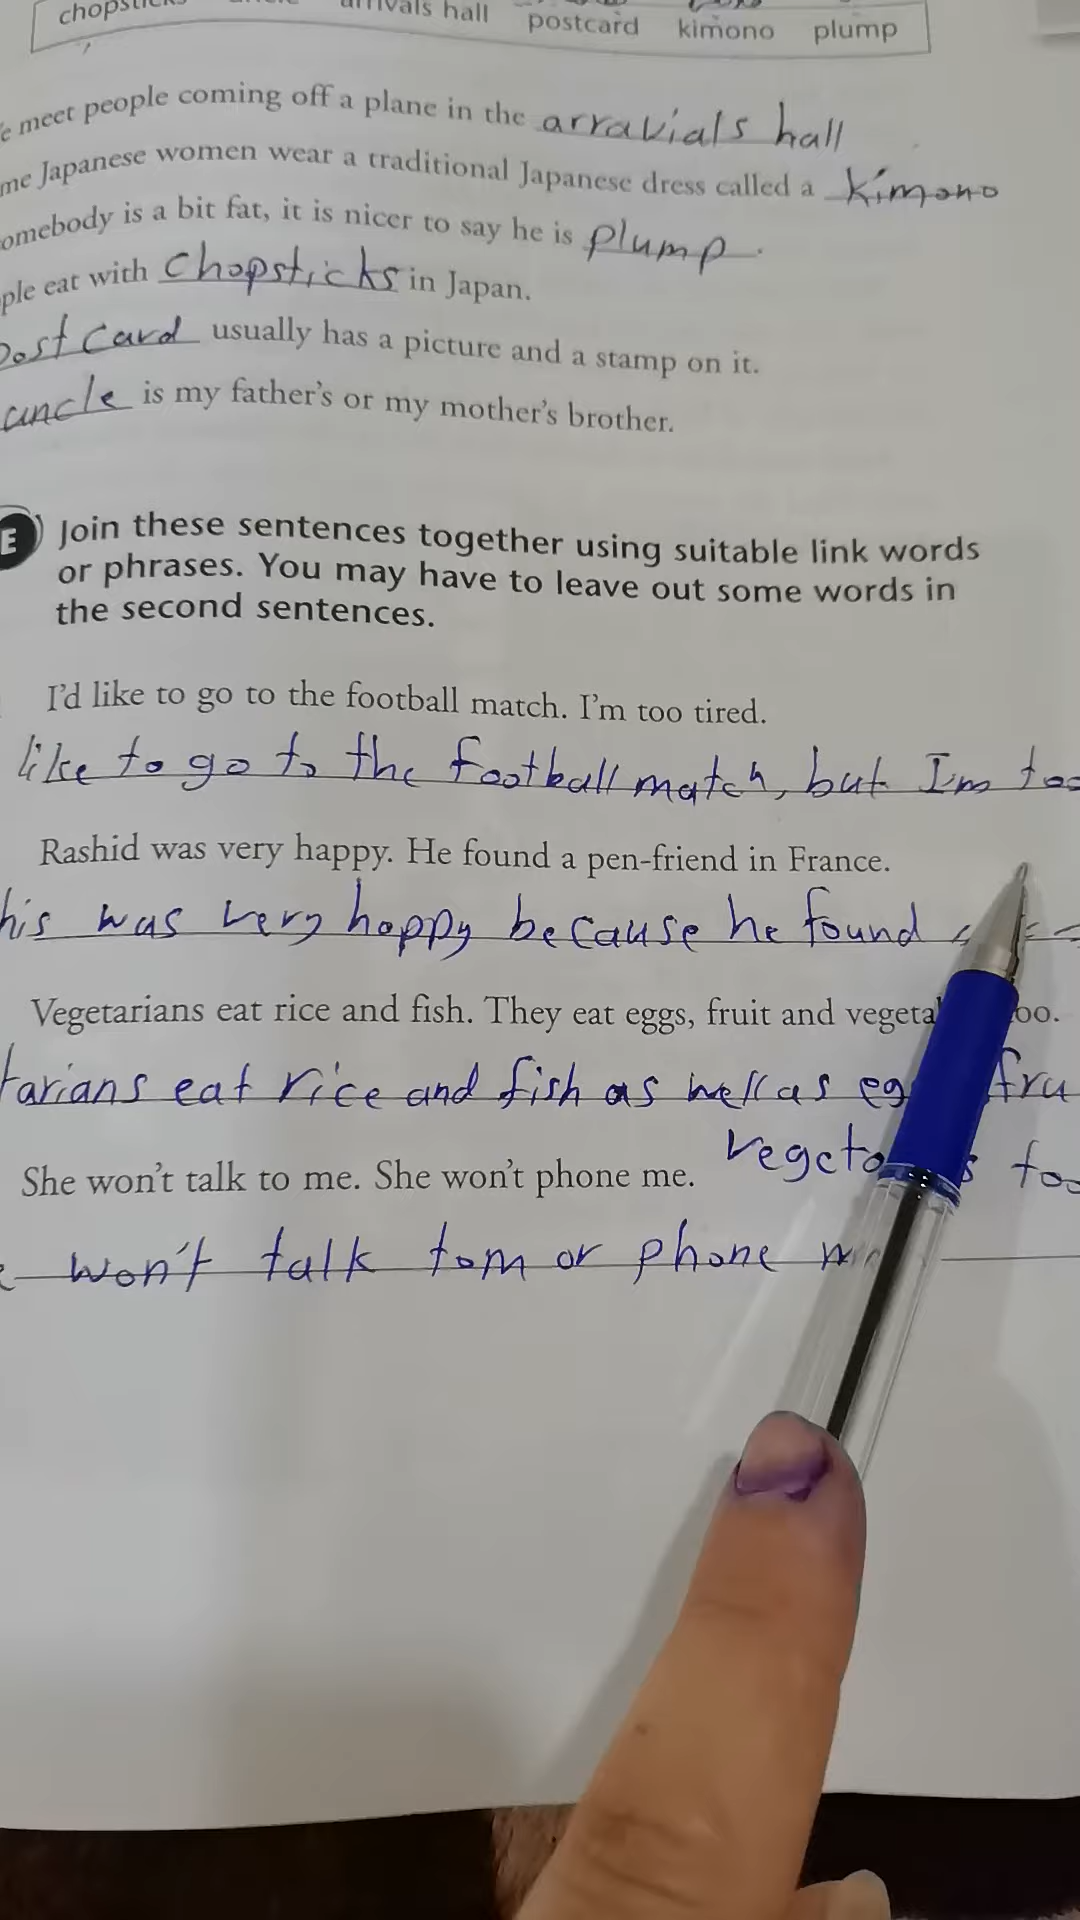 arrivals hall postcard kimono plump
meet people coming off a plane in the arravials hall
me Japanese women wear a traditional Japanese dress called a Kimono
omebody is a bit fat, it is nicer to say he is plump.
ple eat with chopsticks in Japan.
post card usually has a picture and a stamp on it.
uncle is my father's or my mother's brother.
E Join these sentences together using suitable link words
or phrases. You may have to leave out some words in
the second sentences.
I'd like to go to the football match. I'm too tired.
like to go to the football match, but I'm too
Rashid was very happy. He found a pen-friend in France.
his was very happy because he found
Vegetarians eat rice and fish. They eat eggs, fruit and vegeta oo.
tarians eat rice and fish as well as eg fru
She won't talk to me. She won't phone me.
won't talk tom or phone